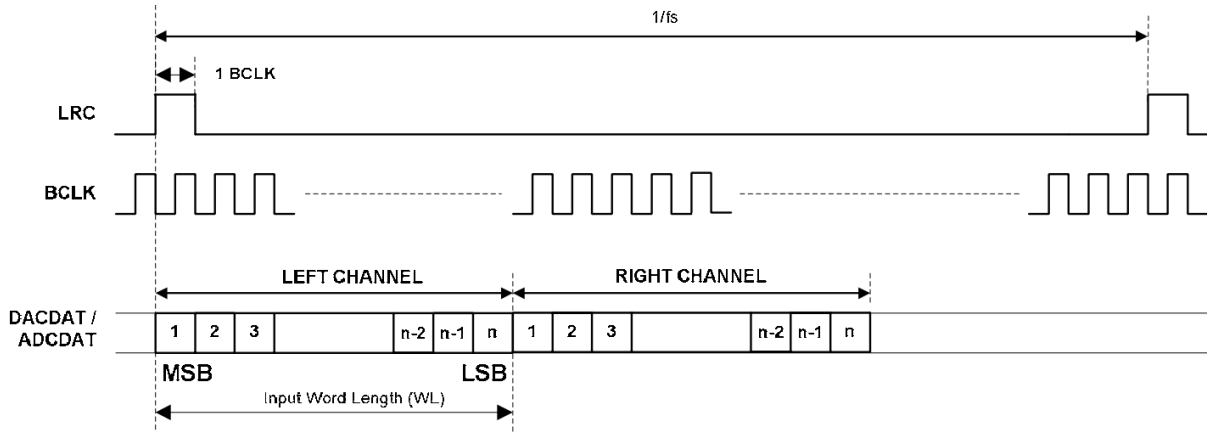 1/fs
1 BCLK
LRC
BCLK
LEFT CHANNEL RIGHT CHANNEL
DACDAT /
ADCDAT
1 2 3 n-2 n-1 n 1 2 3 n-2 n-1 n
MSB LSB
Input Word Length (WL)